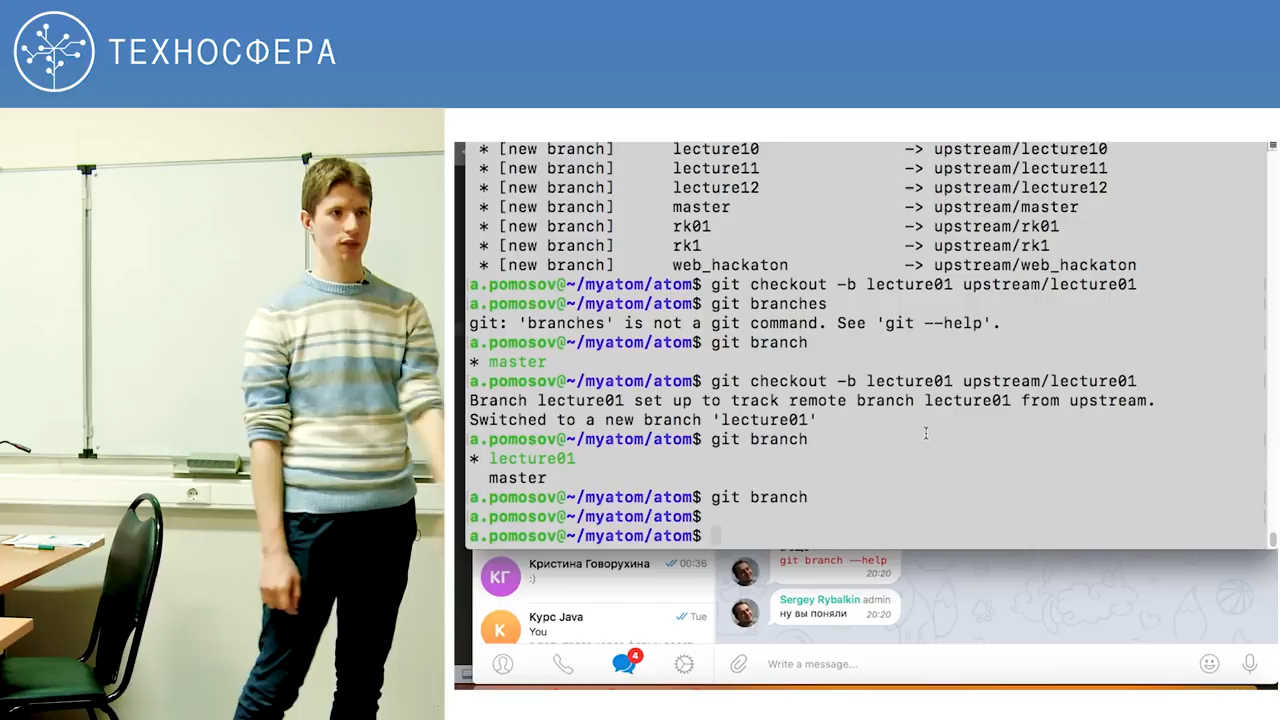 ТЕХНОСФЕРА
* [new branch] lecture10 -> upstream/lecture10
* [new branch] lecture11 -> upstream/lecture11
* [new branch] lecture12 -> upstream/lecture12
* [new branch] master -> upstream/master
* [new branch] rk01 -> upstream/rk01
* [new branch] rk1 -> upstream/rk1
* [new branch] web_hackaton -> upstream/web_hackaton
a.pomosov@~/myatom/atom$ git checkout -b lecture01 upstream/lecture01
a.pomosov@~/myatom/atom$ git branches
git: 'branches' is not a git command. See 'git --help'.
a.pomosov@~/myatom/atom$ git branch
* master
a.pomosov@~/myatom/atom$ git checkout -b lecture01 upstream/lecture01
Branch lecture01 set up to track remote branch lecture01 from upstream.
Switched to a new branch 'lecture01'
a.pomosov@~/myatom/atom$ git branch
* lecture01
master
a.pomosov@~/myatom/atom$ git branch
a.pomosov@~/myatom/atom$
a.pomosov@~/myatom/atom$
КГ
Кристина Говорухина 00:36
:)
К
Курс Java Tue
You
git branch --help
20:20
Sergey Rybalkin admin
ну вы поняли 20:20
4
Write a message...